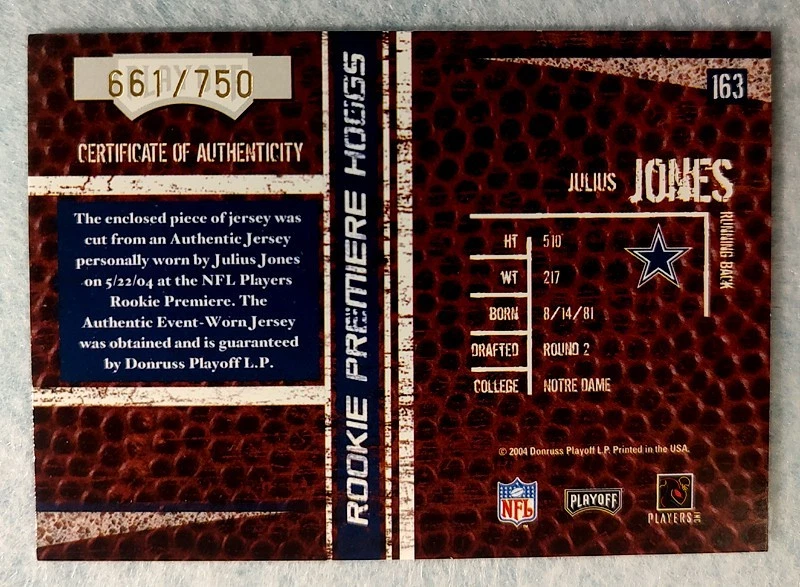 661/750
CERTIFICATE OF AUTHENTICITY
The enclosed piece of jersey was
cut from an Authentic Jersey
personally worn by Julius Jones
on 5/22/04 at the NFL Players
Rookie Premiere. The
Authentic Event-Worn Jersey
was obtained and is guaranteed
by Donruss Playoff L.P.
ROOKIE PREMIERE HOGGS
163
JULIUS JONES
RUNNING BACK
HT 510
WT 217
BORN 8/14/81
DRAFTED ROUND 2
COLLEGE NOTRE DAME
© 2004 Donruss Playoff L.P. Printed in the USA.
NFL
PLAYOFF
PLAYERS INC